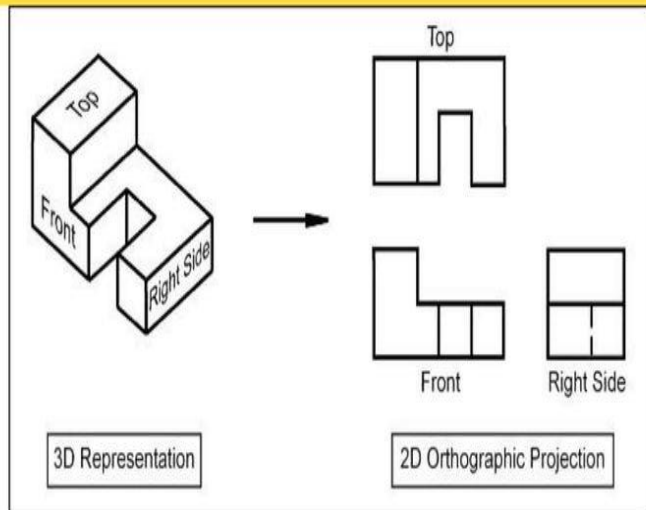 Top
Top
Front
Right Side
Front
Right Side
3D Representation
2D Orthographic Projection